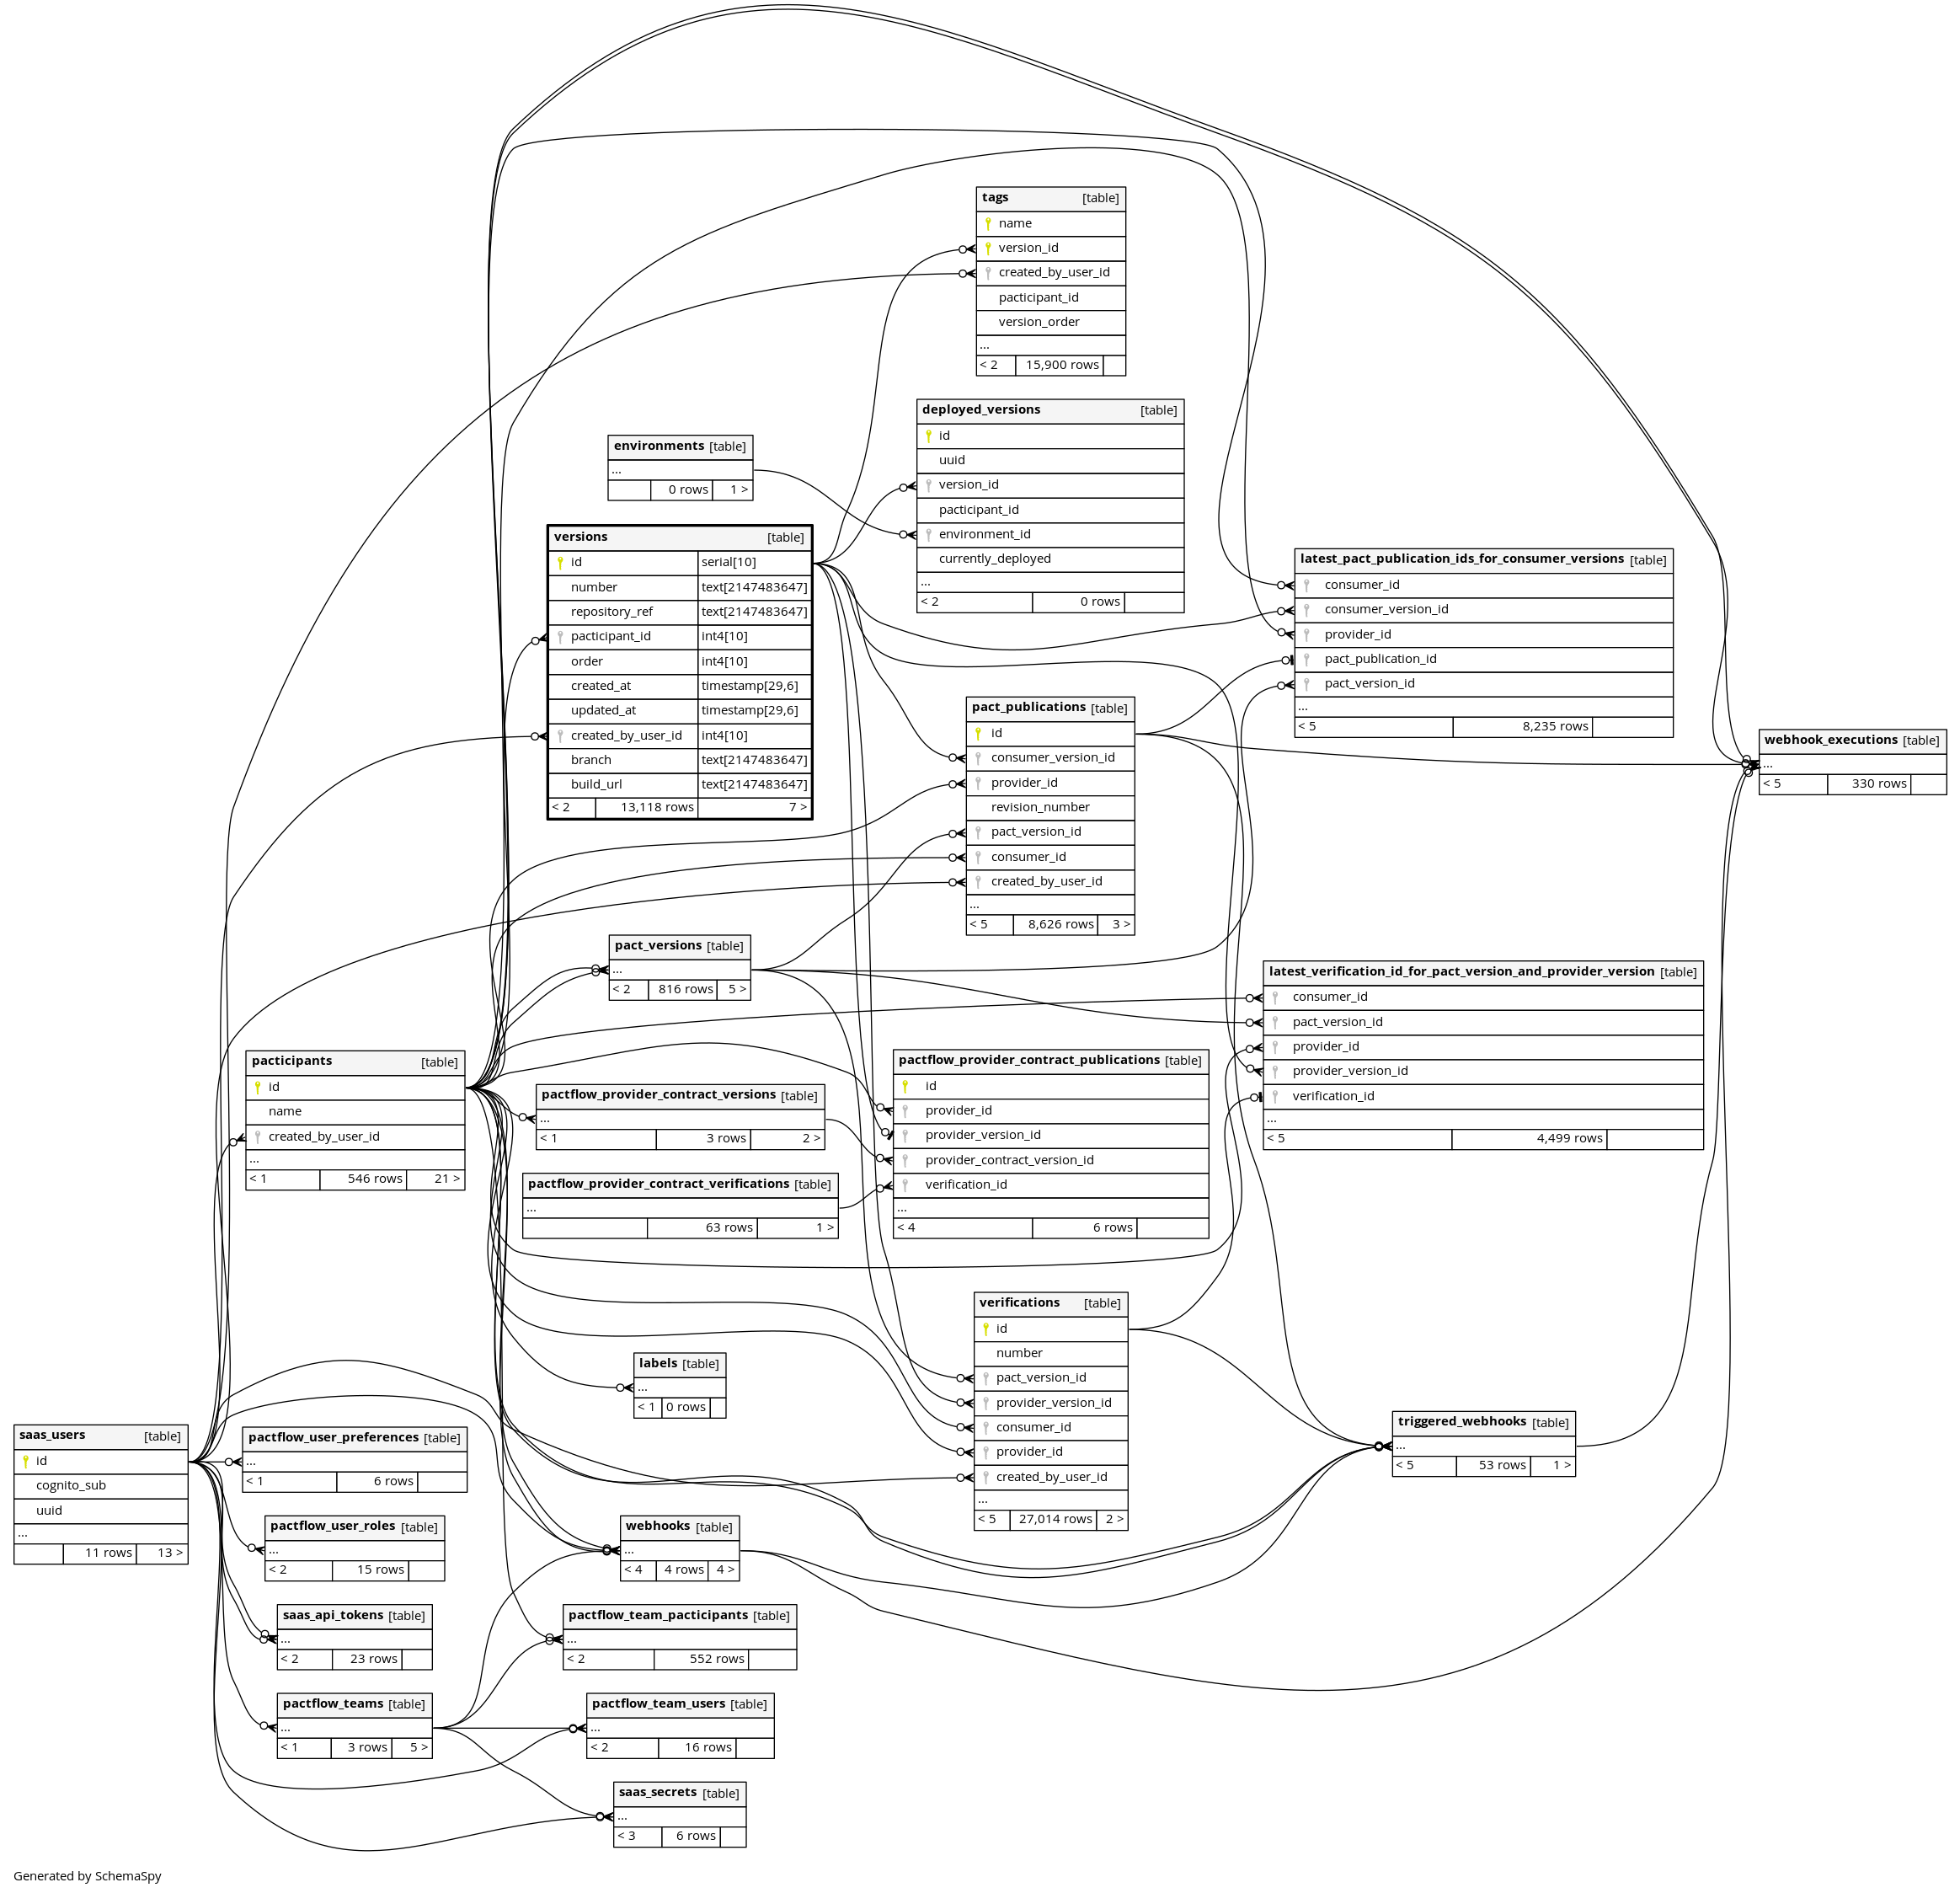 tags [table]
name
version_id
created_by_user_id
pacticipant_id
version_order
...
< 2 15,900 rows
deployed_versions [table]
id
uuid
version_id
pacticipant_id
environment_id
currently_deployed
...
< 2 0 rows
environments [table]
...
0 rows 1 >
versions [table]
id serial[10]
number text[2147483647]
repository_ref text[2147483647]
pacticipant_id int4[10]
order int4[10]
created_at timestamp[29,6]
updated_at timestamp[29,6]
created_by_user_id int4[10]
branch text[2147483647]
build_url text[2147483647]
< 2 13,118 rows 7 >
latest_pact_publication_ids_for_consumer_versions [table]
consumer_id
consumer_version_id
provider_id
pact_publication_id
pact_version_id
...
< 5 8,235 rows
pact_publications [table]
id
consumer_version_id
provider_id
revision_number
pact_version_id
consumer_id
created_by_user_id
...
< 5 8,626 rows 3 >
webhook_executions [table]
...
< 5 330 rows
pact_versions [table]
...
< 2 816 rows 5 >
latest_verification_id_for_pact_version_and_provider_version [table]
consumer_id
pact_version_id
provider_id
provider_version_id
verification_id
...
< 5 4,499 rows
pacticipants [table]
id
name
created_by_user_id
...
< 1 546 rows 21 >
pactflow_provider_contract_versions [table]
...
< 1 3 rows 2 >
pactflow_provider_contract_publications [table]
id
provider_id
provider_version_id
provider_contract_version_id
verification_id
...
< 4 6 rows
pactflow_provider_contract_verifications [table]
...
63 rows 1 >
verifications [table]
id
number
pact_version_id
provider_version_id
consumer_id
provider_id
created_by_user_id
...
< 5 27,014 rows 2 >
labels [table]
...
< 1 0 rows
triggered_webhooks [table]
...
< 5 53 rows 1 >
saas_users [table]
id
cognito_sub
uuid
...
11 rows 13 >
pactflow_user_preferences [table]
...
< 1 6 rows
pactflow_user_roles [table]
...
< 2 15 rows
webhooks [table]
...
< 4 4 rows 4 >
saas_api_tokens [table]
...
< 2 23 rows
pactflow_team_pacticipants [table]
...
< 2 552 rows
pactflow_teams [table]
...
< 1 3 rows 5 >
pactflow_team_users [table]
...
< 2 16 rows
saas_secrets [table]
...
< 3 6 rows
Generated by SchemaSpy